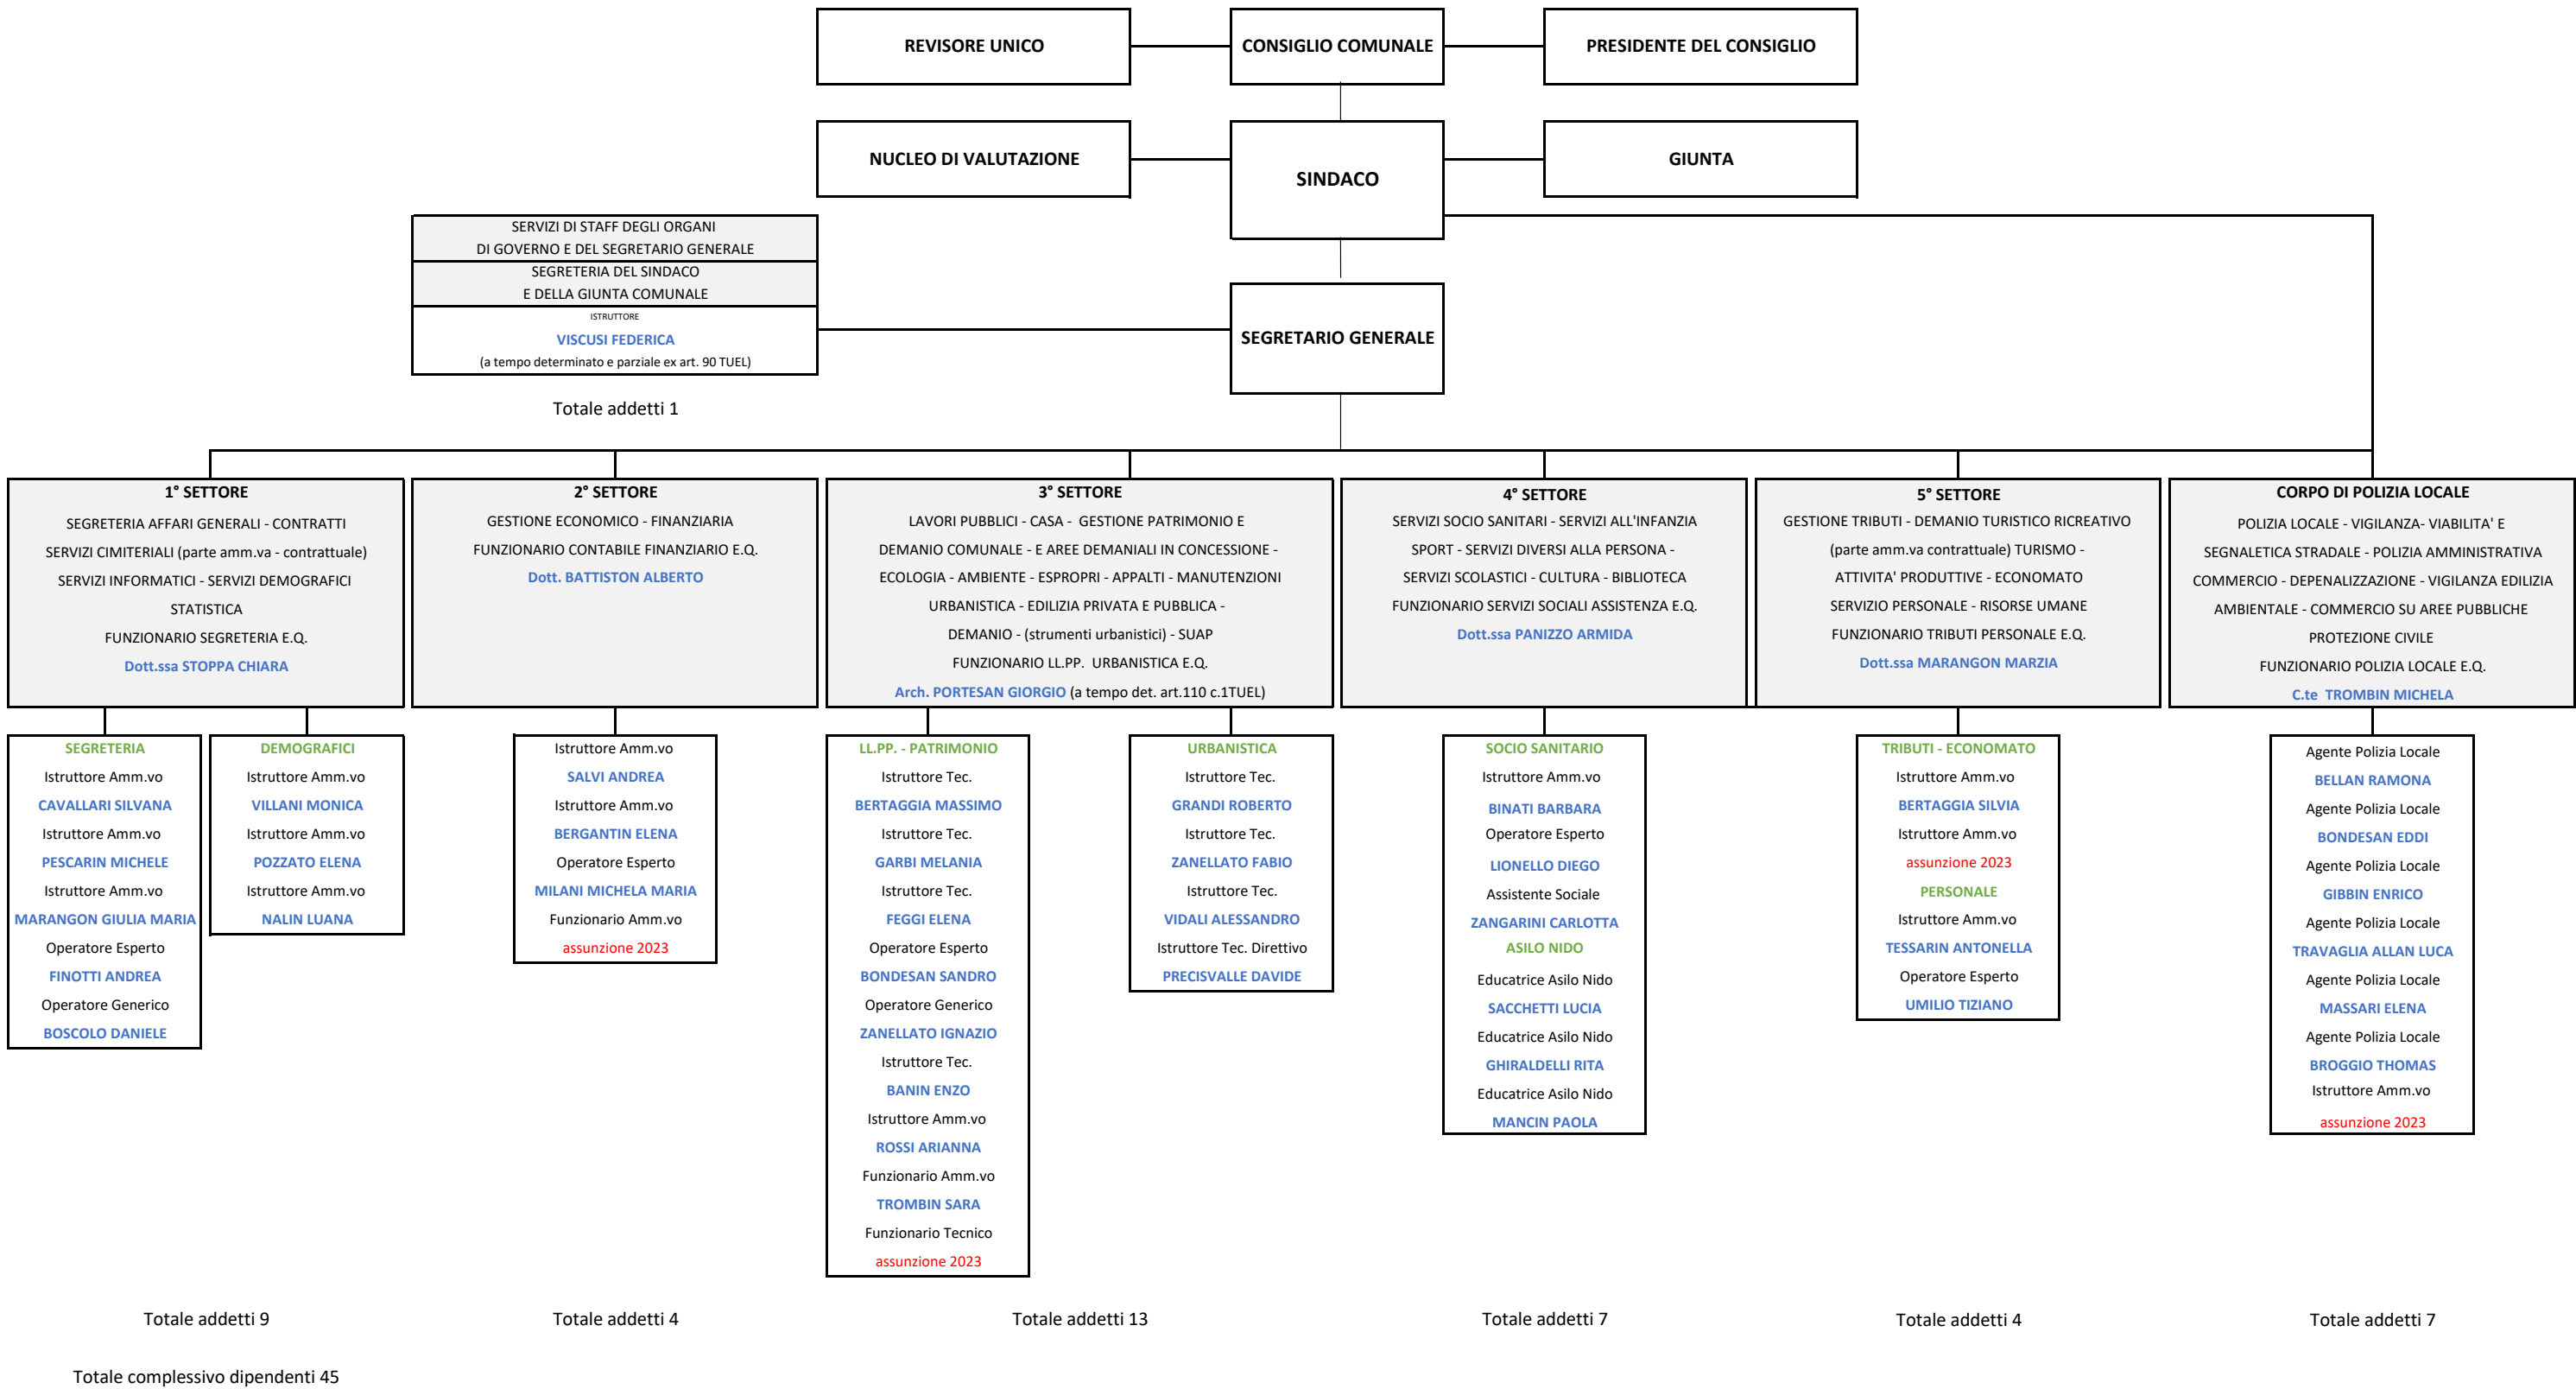 REVISORE UNICO
CONSIGLIO COMUNALE
PRESIDENTE DEL CONSIGLIO
NUCLEO DI VALUTAZIONE
SINDACO
GIUNTA
SERVIZI DI STAFF DEGLI ORGANI
DI GOVERNO E DEL SEGRETARIO GENERALE
SEGRETERIA DEL SINDACO
E DELLA GIUNTA COMUNALE
ISTRUTTORE
VISCUSI FEDERICA
(a tempo determinato e parziale ex art. 90 TUEL)
SEGRETARIO GENERALE
Totale addetti 1
1° SETTORE
SEGRETERIA AFFARI GENERALI - CONTRATTI
SERVIZI CIMITERIALI (parte amm.va - contrattuale)
SERVIZI INFORMATICI - SERVIZI DEMOGRAFICI
STATISTICA
FUNZIONARIO SEGRETERIA E.Q.
Dott.ssa STOPPA CHIARA
2° SETTORE
GESTIONE ECONOMICO - FINANZIARIA
FUNZIONARIO CONTABILE FINANZIARIO E.Q.
Dott. BATTISTON ALBERTO
3° SETTORE
LAVORI PUBBLICI - CASA - GESTIONE PATRIMONIO E
DEMANIO COMUNALE - E AREE DEMANIALI IN CONCESSIONE -
ECOLOGIA - AMBIENTE - ESPROPRI - APPALTI - MANUTENZIONI
URBANISTICA - EDILIZIA PRIVATA E PUBBLICA -
DEMANIO - (strumenti urbanistici) - SUAP
FUNZIONARIO LL.PP. URBANISTICA E.Q.
Arch. PORTESAN GIORGIO (a tempo det. art.110 c.1TUEL)
4° SETTORE
SERVIZI SOCIO SANITARI - SERVIZI ALL'INFANZIA
SPORT - SERVIZI DIVERSI ALLA PERSONA -
SERVIZI SCOLASTICI - CULTURA - BIBLIOTECA
FUNZIONARIO SERVIZI SOCIALI ASSISTENZA E.Q.
Dott.ssa PANIZZO ARMIDA
5° SETTORE
GESTIONE TRIBUTI - DEMANIO TURISTICO RICREATIVO
(parte amm.va contrattuale) TURISMO -
ATTIVITA' PRODUTTIVE - ECONOMATO
SERVIZIO PERSONALE - RISORSE UMANE
FUNZIONARIO TRIBUTI PERSONALE E.Q.
Dott.ssa MARANGON MARZIA
CORPO DI POLIZIA LOCALE
POLIZIA LOCALE - VIGILANZA- VIABILITA' E
SEGNALETICA STRADALE - POLIZIA AMMINISTRATIVA
COMMERCIO - DEPENALIZZAZIONE - VIGILANZA EDILIZIA
AMBIENTALE - COMMERCIO SU AREE PUBBLICHE
PROTEZIONE CIVILE
FUNZIONARIO POLIZIA LOCALE E.Q.
C.te TROMBIN MICHELA
SEGRETERIA
Istruttore Amm.vo
CAVALLARI SILVANA
Istruttore Amm.vo
PESCARIN MICHELE
Istruttore Amm.vo
MARANGON GIULIA MARIA
Operatore Esperto
FINOTTI ANDREA
Operatore Generico
BOSCOLO DANIELE
DEMOGRAFICI
Istruttore Amm.vo
VILLANI MONICA
Istruttore Amm.vo
POZZATO ELENA
Istruttore Amm.vo
NALIN LUANA
Istruttore Amm.vo
SALVI ANDREA
Istruttore Amm.vo
BERGANTIN ELENA
Operatore Esperto
MILANI MICHELA MARIA
Funzionario Amm.vo
assunzione 2023
LL.PP. - PATRIMONIO
Istruttore Tec.
BERTAGGIA MASSIMO
Istruttore Tec.
GARBI MELANIA
Istruttore Tec.
FEGGI ELENA
Operatore Esperto
BONDESAN SANDRO
Operatore Generico
ZANELLATO IGNAZIO
Istruttore Tec.
BANIN ENZO
Istruttore Amm.vo
ROSSI ARIANNA
Funzionario Amm.vo
TROMBIN SARA
Funzionario Tecnico
assunzione 2023
URBANISTICA
Istruttore Tec.
GRANDI ROBERTO
Istruttore Tec.
ZANELLATO FABIO
Istruttore Tec.
VIDALI ALESSANDRO
Istruttore Tec. Direttivo
PRECISVALLE DAVIDE
SOCIO SANITARIO
Istruttore Amm.vo
BINATI BARBARA
Operatore Esperto
LIONELLO DIEGO
Assistente Sociale
ZANGARINI CARLOTTA
ASILO NIDO
Educatrice Asilo Nido
SACCHETTI LUCIA
Educatrice Asilo Nido
GHIRALDELLI RITA
Educatrice Asilo Nido
MANCIN PAOLA
TRIBUTI - ECONOMATO
Istruttore Amm.vo
BERTAGGIA SILVIA
Istruttore Amm.vo
assunzione 2023
PERSONALE
Istruttore Amm.vo
TESSARIN ANTONELLA
Operatore Esperto
UMILIO TIZIANO
Agente Polizia Locale
BELLAN RAMONA
Agente Polizia Locale
BONDESAN EDDI
Agente Polizia Locale
GIBBIN ENRICO
Agente Polizia Locale
TRAVAGLIA ALLAN LUCA
Agente Polizia Locale
MASSARI ELENA
Agente Polizia Locale
BROGGIO THOMAS
Istruttore Amm.vo
assunzione 2023
Totale addetti 9
Totale addetti 4
Totale addetti 13
Totale addetti 7
Totale addetti 4
Totale addetti 7
Totale complessivo dipendenti 45